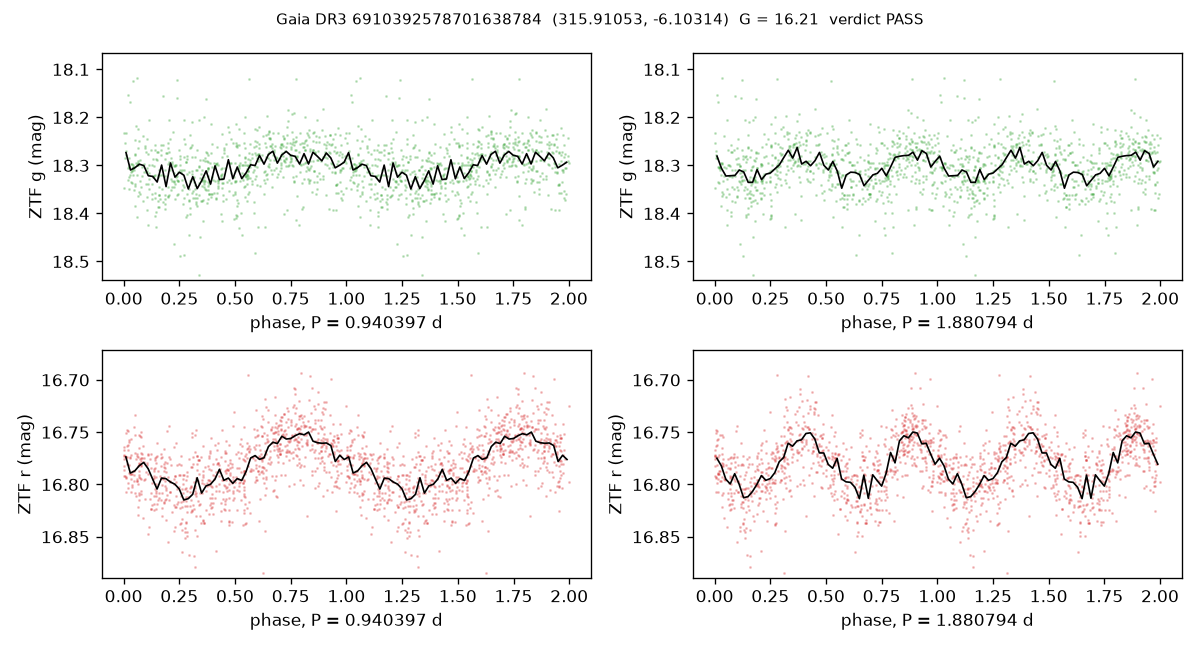 Gaia DR3 6910392578701638784  (315.91053, -6.10314)  G = 16.21  verdict PASS
ZTF g (mag)
18.1
18.2
18.3
18.4
18.5
0.00 0.25 0.50 0.75 1.00 1.25 1.50 1.75 2.00
phase, P = 0.940397 d
ZTF g (mag)
18.1
18.2
18.3
18.4
18.5
0.00 0.25 0.50 0.75 1.00 1.25 1.50 1.75 2.00
phase, P = 1.880794 d
ZTF r (mag)
16.70
16.75
16.80
16.85
0.00 0.25 0.50 0.75 1.00 1.25 1.50 1.75 2.00
phase, P = 0.940397 d
ZTF r (mag)
16.70
16.75
16.80
16.85
0.00 0.25 0.50 0.75 1.00 1.25 1.50 1.75 2.00
phase, P = 1.880794 d